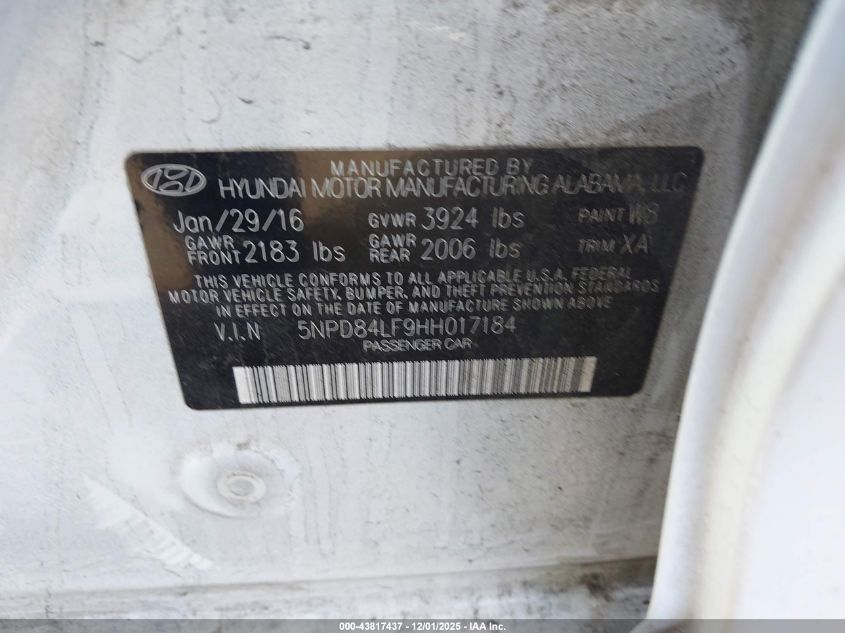 MANUFACTURED BY
HYUNDAI MOTOR MANUFACTURING ALABAMA, LLC
Jan/29/16 GVWR 3924 lbs PAINT W8
GAWR FRONT 2183 lbs GAWR REAR 2006 lbs TRIM XA
THIS VEHICLE CONFORMS TO ALL APPLICABLE U.S.A. FEDERAL
MOTOR VEHICLE SAFETY, BUMPER, AND THEFT PREVENTION STANDARDS
IN EFFECT ON THE DATE OF MANUFACTURE SHOWN ABOVE
V.I.N 5NPD84LF9HH017184
PASSENGER CAR
000-43817437 - 12/01/2025 - IAA Inc.